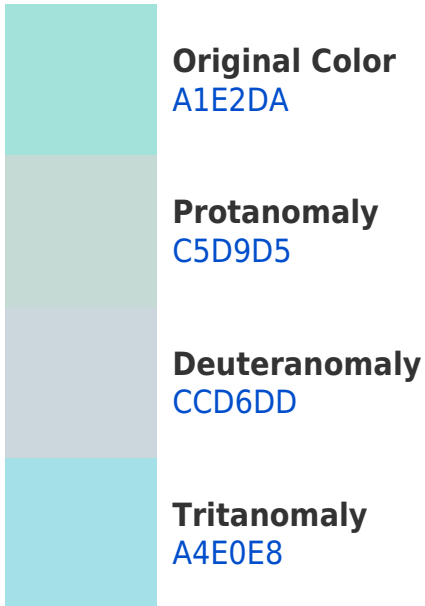 Original Color
A1E2DA
Protanomaly
C5D9D5
Deuteranomaly
CCD6DD
Tritanomaly
A4E0E8